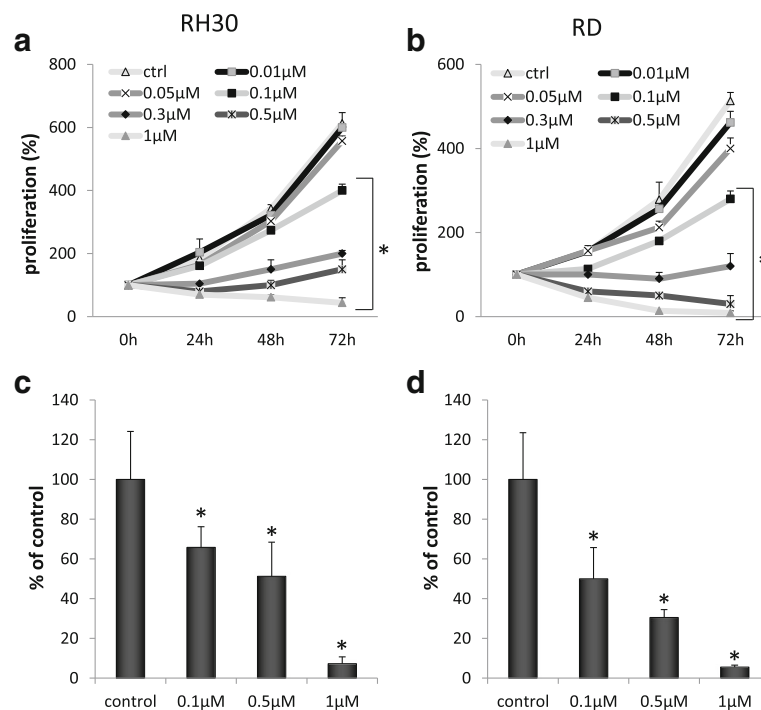 RH30
RD
a
b
proliferation (%)
800
600
400
200
0
ctrl
0.01µM
0.05µM
0.1µM
0.3µM
0.5µM
1µM
*
0h
24h
48h
72h
proliferation (%)
600
400
200
0
ctrl
0.01µM
0.05µM
0.1µM
0.3µM
0.5µM
1µM
0h
24h
48h
72h
c
d
% of control
140
120
100
80
60
40
20
0
*
*
*
control
0.1µM
0.5µM
1µM
% of control
140
120
100
80
60
40
20
0
*
*
*
control
0.1µM
0.5µM
1µM